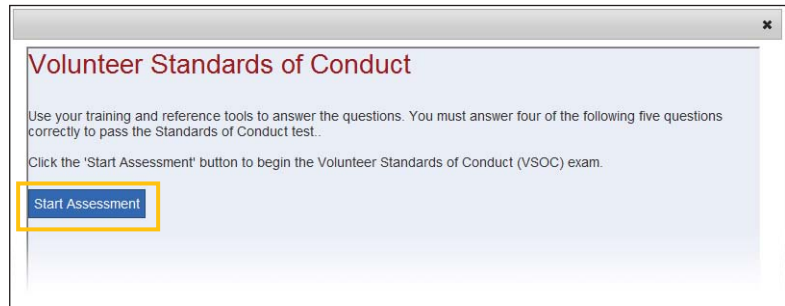 Volunteer Standards of Conduct
Use your training and reference tools to answer the questions. You must answer four of the following five questions
correctly to pass the Standards of Conduct test..
Click the 'Start Assessment' button to begin the Volunteer Standards of Conduct (VSOC) exam.
Start Assessment